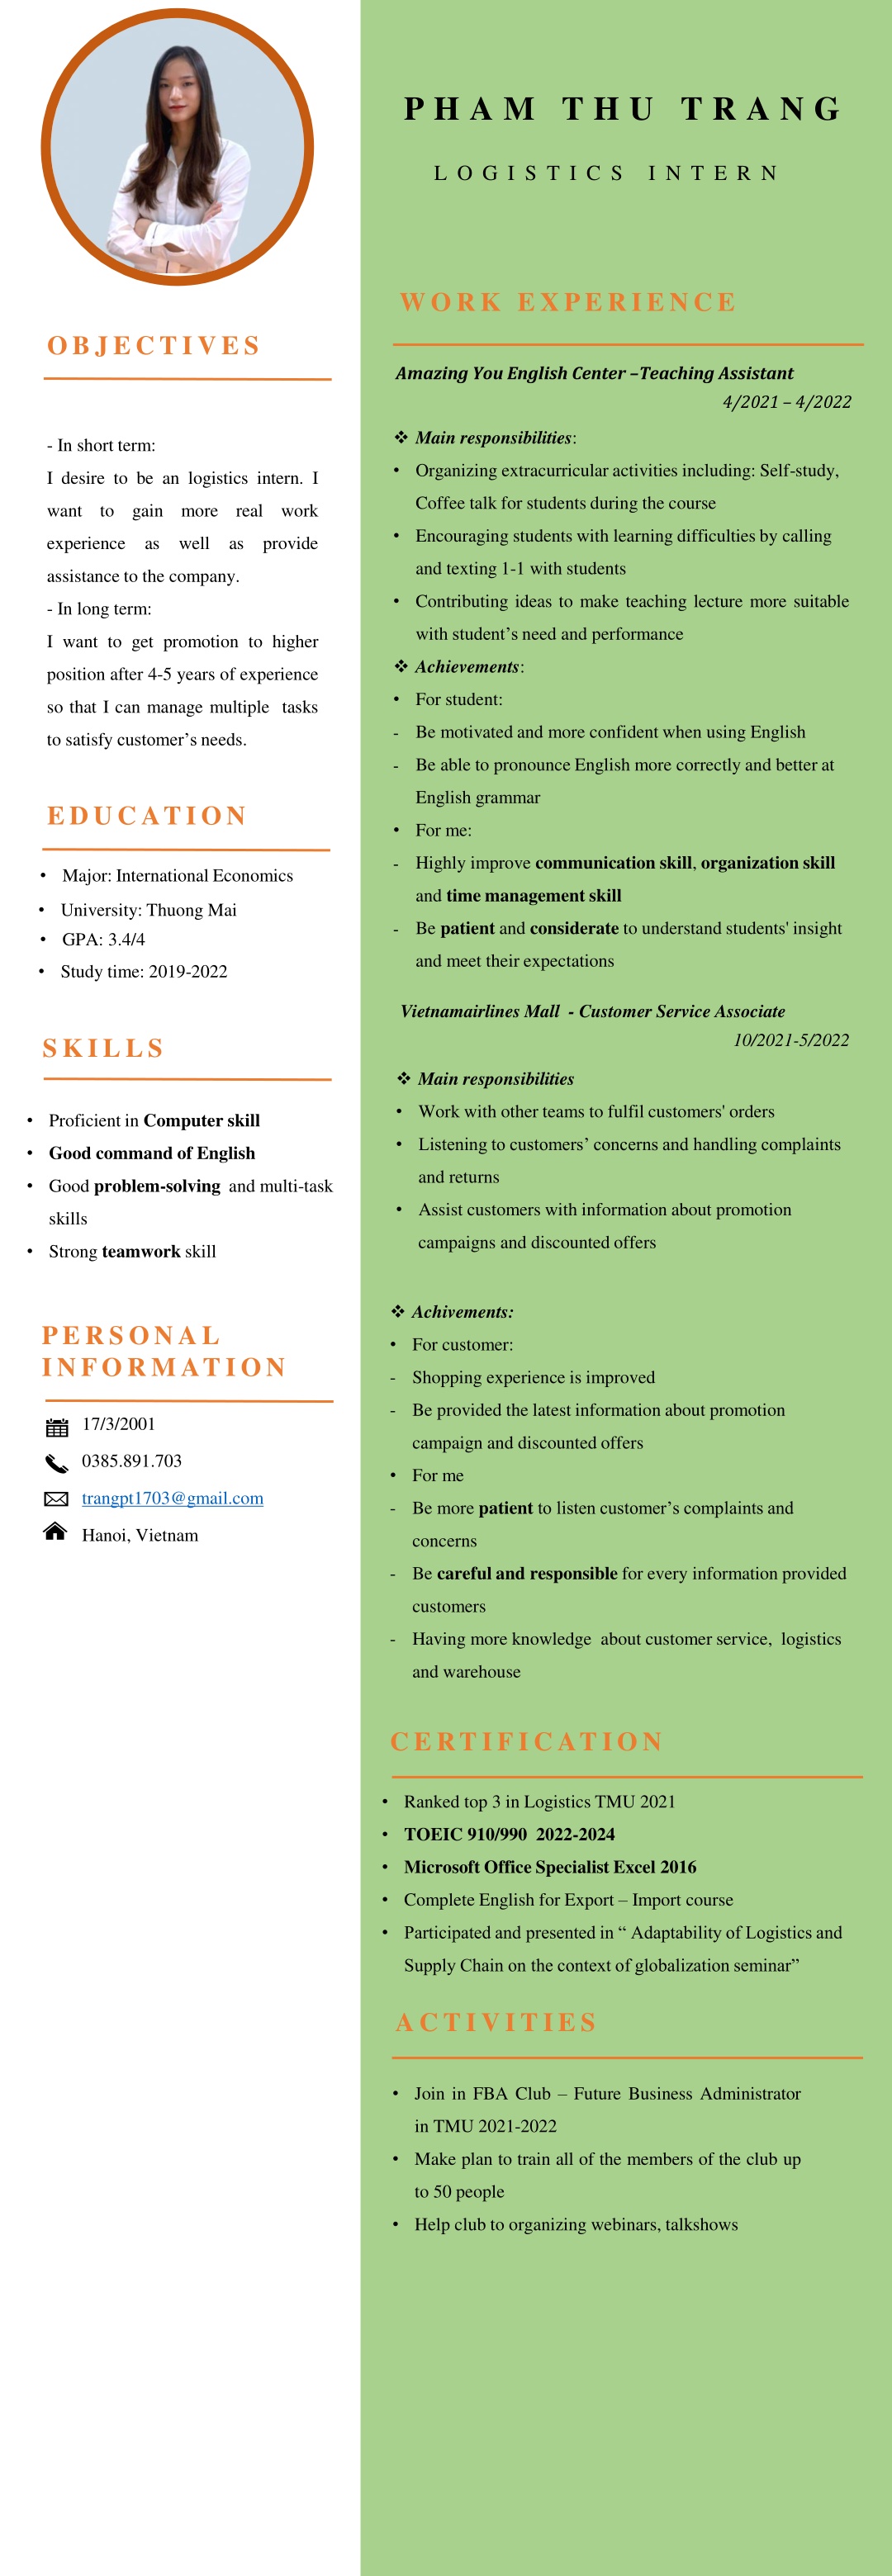 PHAM THU TRANG
LOGISTICS INTERN
OBJECTIVES
- In short term:
I desire to be an logistics intern. I
want to gain more real work
experience as well as provide
assistance to the company.
- In long term:
I want to get promotion to higher
position after 4-5 years of experience
so that I can manage multiple tasks
to satisfy customer's needs.
EDUCATION
• Major: International Economics
• University: Thuong Mai
• GPA: 3.4/4
• Study time: 2019-2022
SKILLS
• Proficient in Computer skill
• Good command of English
• Good problem-solving and multi-task
skills
• Strong teamwork skill
PERSONAL
INFORMATION
17/3/2001
0385.891.703
trangpt1703@gmail.com
Hanoi, Vietnam
WORK EXPERIENCE
Amazing You English Center –Teaching Assistant
4/2021 – 4/2022
❖ Main responsibilities:
• Organizing extracurricular activities including: Self-study,
Coffee talk for students during the course
• Encouraging students with learning difficulties by calling
and texting 1-1 with students
• Contributing ideas to make teaching lecture more suitable
with student's need and performance
❖ Achievements:
• For student:
- Be motivated and more confident when using English
- Be able to pronounce English more correctly and better at
English grammar
• For me:
- Highly improve communication skill, organization skill
and time management skill
- Be patient and considerate to understand students' insight
and meet their expectations
Vietnamairlines Mall - Customer Service Associate
10/2021-5/2022
❖ Main responsibilities
• Work with other teams to fulfil customers' orders
• Listening to customers' concerns and handling complaints
and returns
• Assist customers with information about promotion
campaigns and discounted offers
❖ Achivements:
• For customer:
- Shopping experience is improved
- Be provided the latest information about promotion
campaign and discounted offers
• For me
- Be more patient to listen customer's complaints and
concerns
- Be careful and responsible for every information provided
customers
- Having more knowledge about customer service, logistics
and warehouse
CERTIFICATION
• Ranked top 3 in Logistics TMU 2021
• TOEIC 910/990 2022-2024
• Microsoft Office Specialist Excel 2016
• Complete English for Export – Import course
• Participated and presented in “ Adaptability of Logistics and
Supply Chain on the context of globalization seminar”
ACTIVITIES
• Join in FBA Club – Future Business Administrator
in TMU 2021-2022
• Make plan to train all of the members of the club up
to 50 people
• Help club to organizing webinars, talkshows